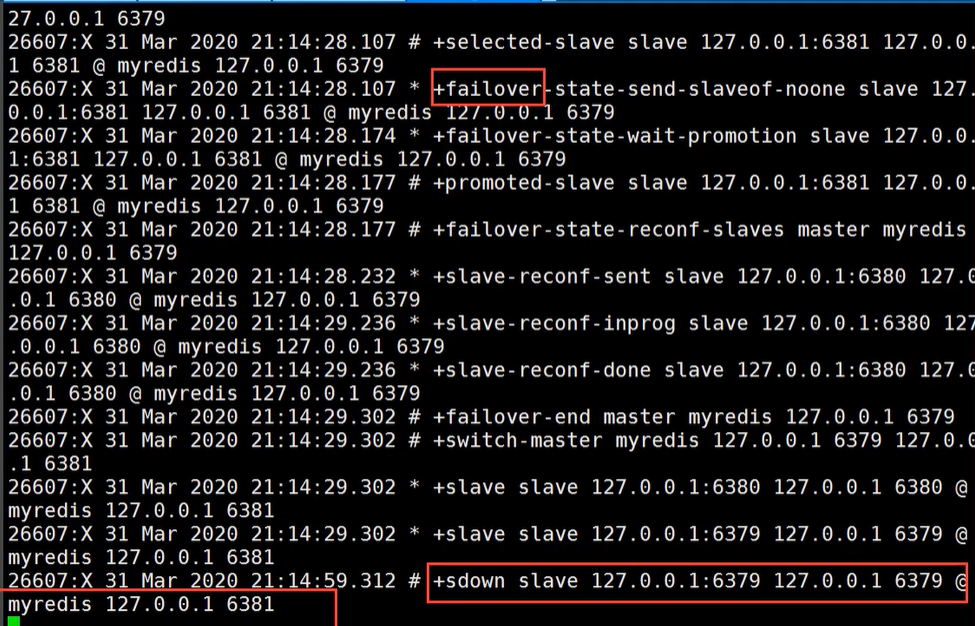 27.0.0.1 6379
26607:X 31 Mar 2020 21:14:28.107 # +selected-slave slave 127.0.0.1:6381 127.0.0.
1 6381 @ myredis 127.0.0.1 6379
26607:X 31 Mar 2020 21:14:28.107 * +failover-state-send-slaveof-noone slave 127.
0.0.1:6381 127.0.0.1 6381 @ myredis 127.0.0.1 6379
26607:X 31 Mar 2020 21:14:28.174 * +failover-state-wait-promotion slave 127.0.0.
1:6381 127.0.0.1 6381 @ myredis 127.0.0.1 6379
26607:X 31 Mar 2020 21:14:28.177 # +promoted-slave slave 127.0.0.1:6381 127.0.0.
1 6381 @ myredis 127.0.0.1 6379
26607:X 31 Mar 2020 21:14:28.177 # +failover-state-reconf-slaves master myredis
127.0.0.1 6379
26607:X 31 Mar 2020 21:14:28.232 * +slave-reconf-sent slave 127.0.0.1:6380 127.0
.0.1 6380 @ myredis 127.0.0.1 6379
26607:X 31 Mar 2020 21:14:29.236 * +slave-reconf-inprog slave 127.0.0.1:6380 127
.0.0.1 6380 @ myredis 127.0.0.1 6379
26607:X 31 Mar 2020 21:14:29.236 * +slave-reconf-done slave 127.0.0.1:6380 127.0
.0.1 6380 @ myredis 127.0.0.1 6379
26607:X 31 Mar 2020 21:14:29.302 # +failover-end master myredis 127.0.0.1 6379
26607:X 31 Mar 2020 21:14:29.302 # +switch-master myredis 127.0.0.1 6379 127.0.0
.1 6381
26607:X 31 Mar 2020 21:14:29.302 * +slave slave 127.0.0.1:6380 127.0.0.1 6380 @
myredis 127.0.0.1 6381
26607:X 31 Mar 2020 21:14:29.302 * +slave slave 127.0.0.1:6379 127.0.0.1 6379 @
myredis 127.0.0.1 6381
26607:X 31 Mar 2020 21:14:59.312 # +sdown slave 127.0.0.1:6379 127.0.0.1 6379 @
myredis 127.0.0.1 6381